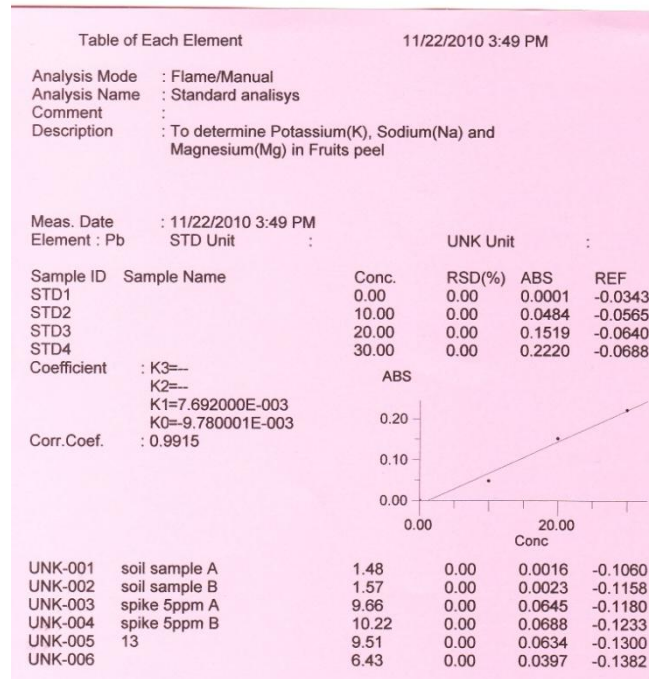 Table of Each Element 11/22/2010 3:49 PM
Analysis Mode : Flame/Manual
Analysis Name : Standard analisys
Comment :
Description : To determine Potassium(K), Sodium(Na) and
Magnesium(Mg) in Fruits peel
Meas. Date : 11/22/2010 3:49 PM
Element : Pb STD Unit : UNK Unit :
Sample ID Sample Name Conc. RSD(%) ABS REF
STD1 0.00 0.00 0.0001 -0.0343
STD2 10.00 0.00 0.0484 -0.0565
STD3 20.00 0.00 0.1519 -0.0640
STD4 30.00 0.00 0.2220 -0.0688
Coefficient : K3=--
K2=--
K1=7.692000E-003
K0=-9.780001E-003
Corr.Coef. : 0.9915
ABS
0.20
0.10
0.00
0.00 20.00
Conc
UNK-001 soil sample A 1.48 0.00 0.0016 -0.1060
UNK-002 soil sample B 1.57 0.00 0.0023 -0.1158
UNK-003 spike 5ppm A 9.66 0.00 0.0645 -0.1180
UNK-004 spike 5ppm B 10.22 0.00 0.0688 -0.1233
UNK-005 13 9.51 0.00 0.0634 -0.1300
UNK-006 6.43 0.00 0.0397 -0.1382